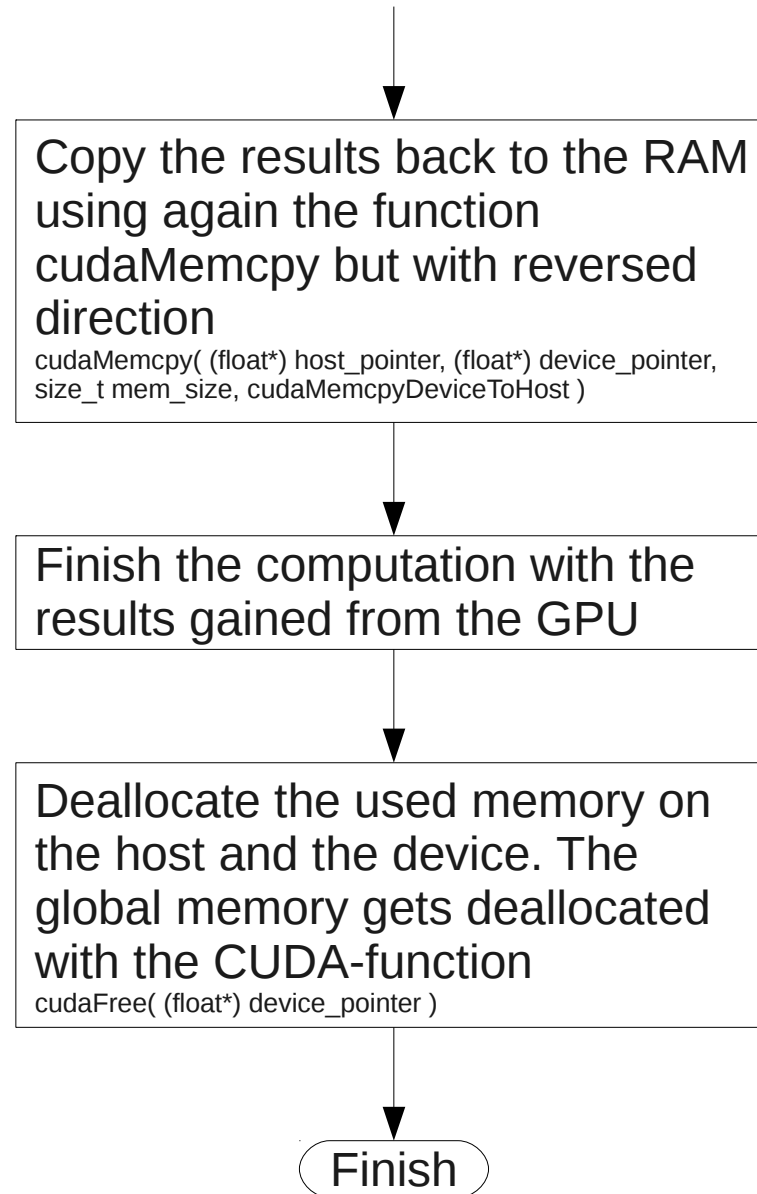 Copy the results back to the RAM
using again the function
cudaMemcpy but with reversed
direction
cudaMemcpy( (float*) host_pointer, (float*) device_pointer,
size_t mem_size, cudaMemcpyDeviceToHost )
Finish the computation with the
results gained from the GPU
Deallocate the used memory on
the host and the device. The
global memory gets deallocated
with the CUDA-function
cudaFree( (float*) device_pointer )
Finish